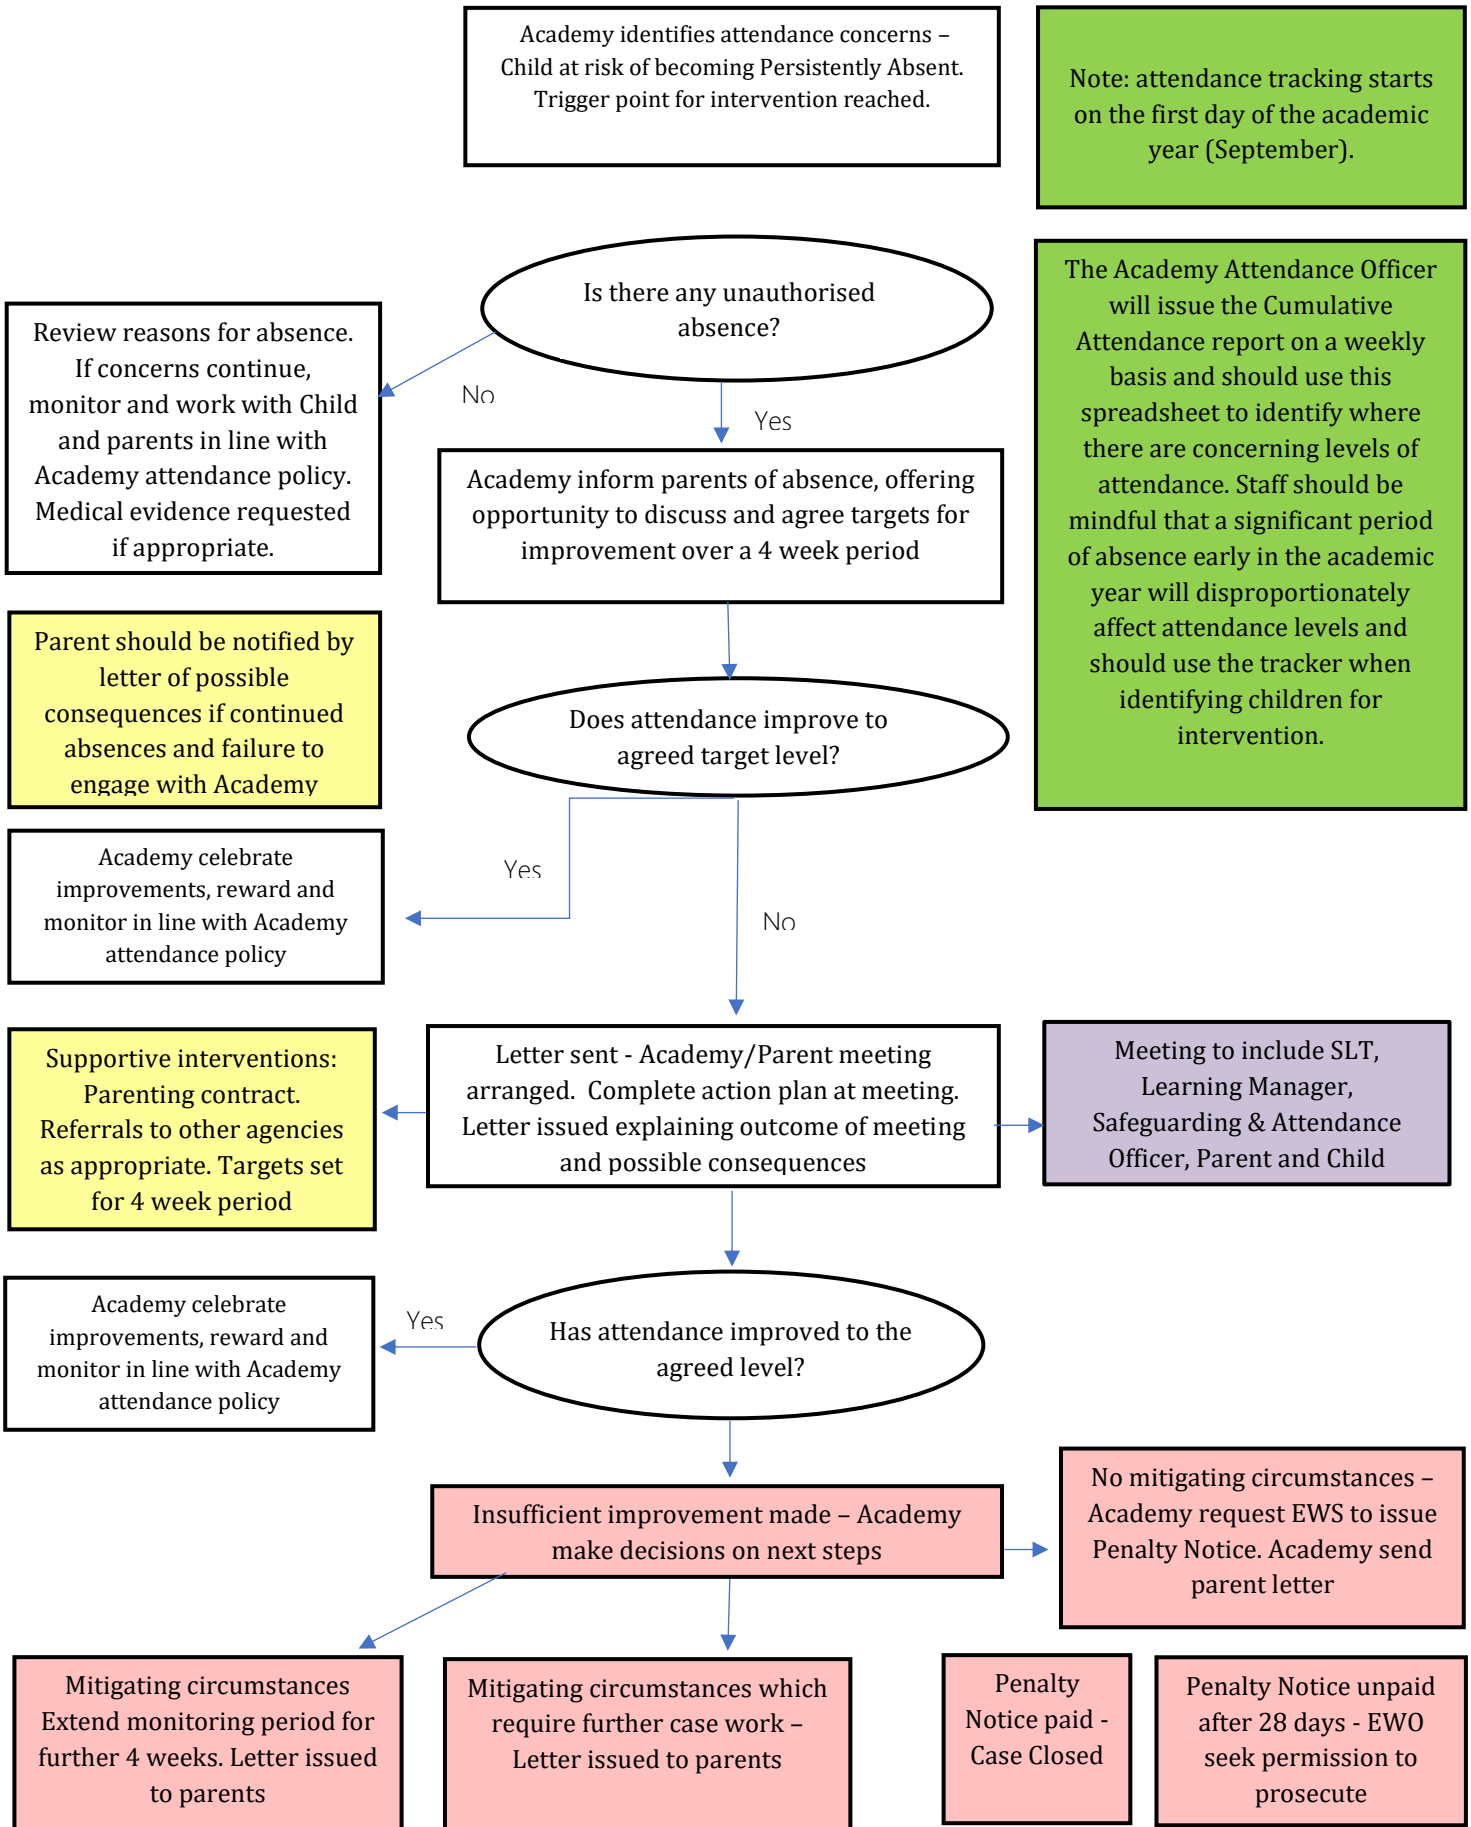 Academy identifies attendance concerns –
Child at risk of becoming Persistently Absent.
Trigger point for intervention reached.
Note: attendance tracking starts
on the first day of the academic
year (September).
Is there any unauthorised
absence?
The Academy Attendance Officer
will issue the Cumulative
Attendance report on a weekly
basis and should use this
spreadsheet to identify where
there are concerning levels of
attendance. Staff should be
mindful that a significant period
of absence early in the academic
year will disproportionately
affect attendance levels and
should use the tracker when
identifying children for
intervention.
Review reasons for absence.
If concerns continue,
monitor and work with Child
and parents in line with
Academy attendance policy.
Medical evidence requested
if appropriate.
No
Yes
Academy inform parents of absence, offering
opportunity to discuss and agree targets for
improvement over a 4 week period
Parent should be notified by
letter of possible
consequences if continued
absences and failure to
engage with Academy
Does attendance improve to
agreed target level?
Academy celebrate
improvements, reward and
monitor in line with Academy
attendance policy
Yes
No
Supportive interventions:
Parenting contract.
Referrals to other agencies
as appropriate. Targets set
for 4 week period
Letter sent - Academy/Parent meeting
arranged.  Complete action plan at meeting.
Letter issued explaining outcome of meeting
and possible consequences
Meeting to include SLT,
Learning Manager,
Safeguarding & Attendance
Officer, Parent and Child
Academy celebrate
improvements, reward and
monitor in line with Academy
attendance policy
Yes
Has attendance improved to the
agreed level?
Insufficient improvement made – Academy
make decisions on next steps
No mitigating circumstances –
Academy request EWS to issue
Penalty Notice. Academy send
parent letter
Mitigating circumstances
Extend monitoring period for
further 4 weeks. Letter issued
to parents
Mitigating circumstances which
require further case work –
Letter issued to parents
Penalty
Notice paid -
Case Closed
Penalty Notice unpaid
after 28 days - EWO
seek permission to
prosecute